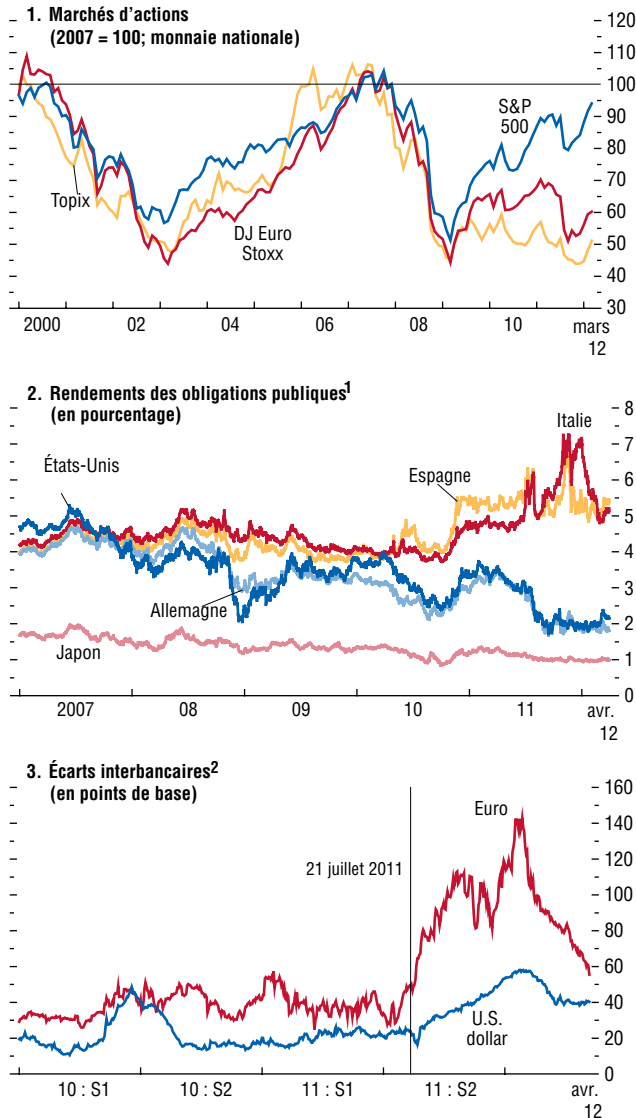 1. Marchés d'actions
(2007 = 100; monnaie nationale)
120
110
100
90
80
70
60
50
40
30
S&P
500
Topix
DJ Euro
Stoxx
2000 02 04 06 08 10 mars
12
2. Rendements des obligations publiques1
(en pourcentage)
8
7
6
5
4
3
2
1
0
Italie
États-Unis
Espagne
Allemagne
Japon
2007 08 09 10 11 avr.
12
3. Écarts interbancaires2
(en points de base)
160
140
120
100
80
60
40
20
0
Euro
21 juillet 2011
U.S.
dollar
10 : S1 10 : S2 11 : S1 11 : S2 avr.
12